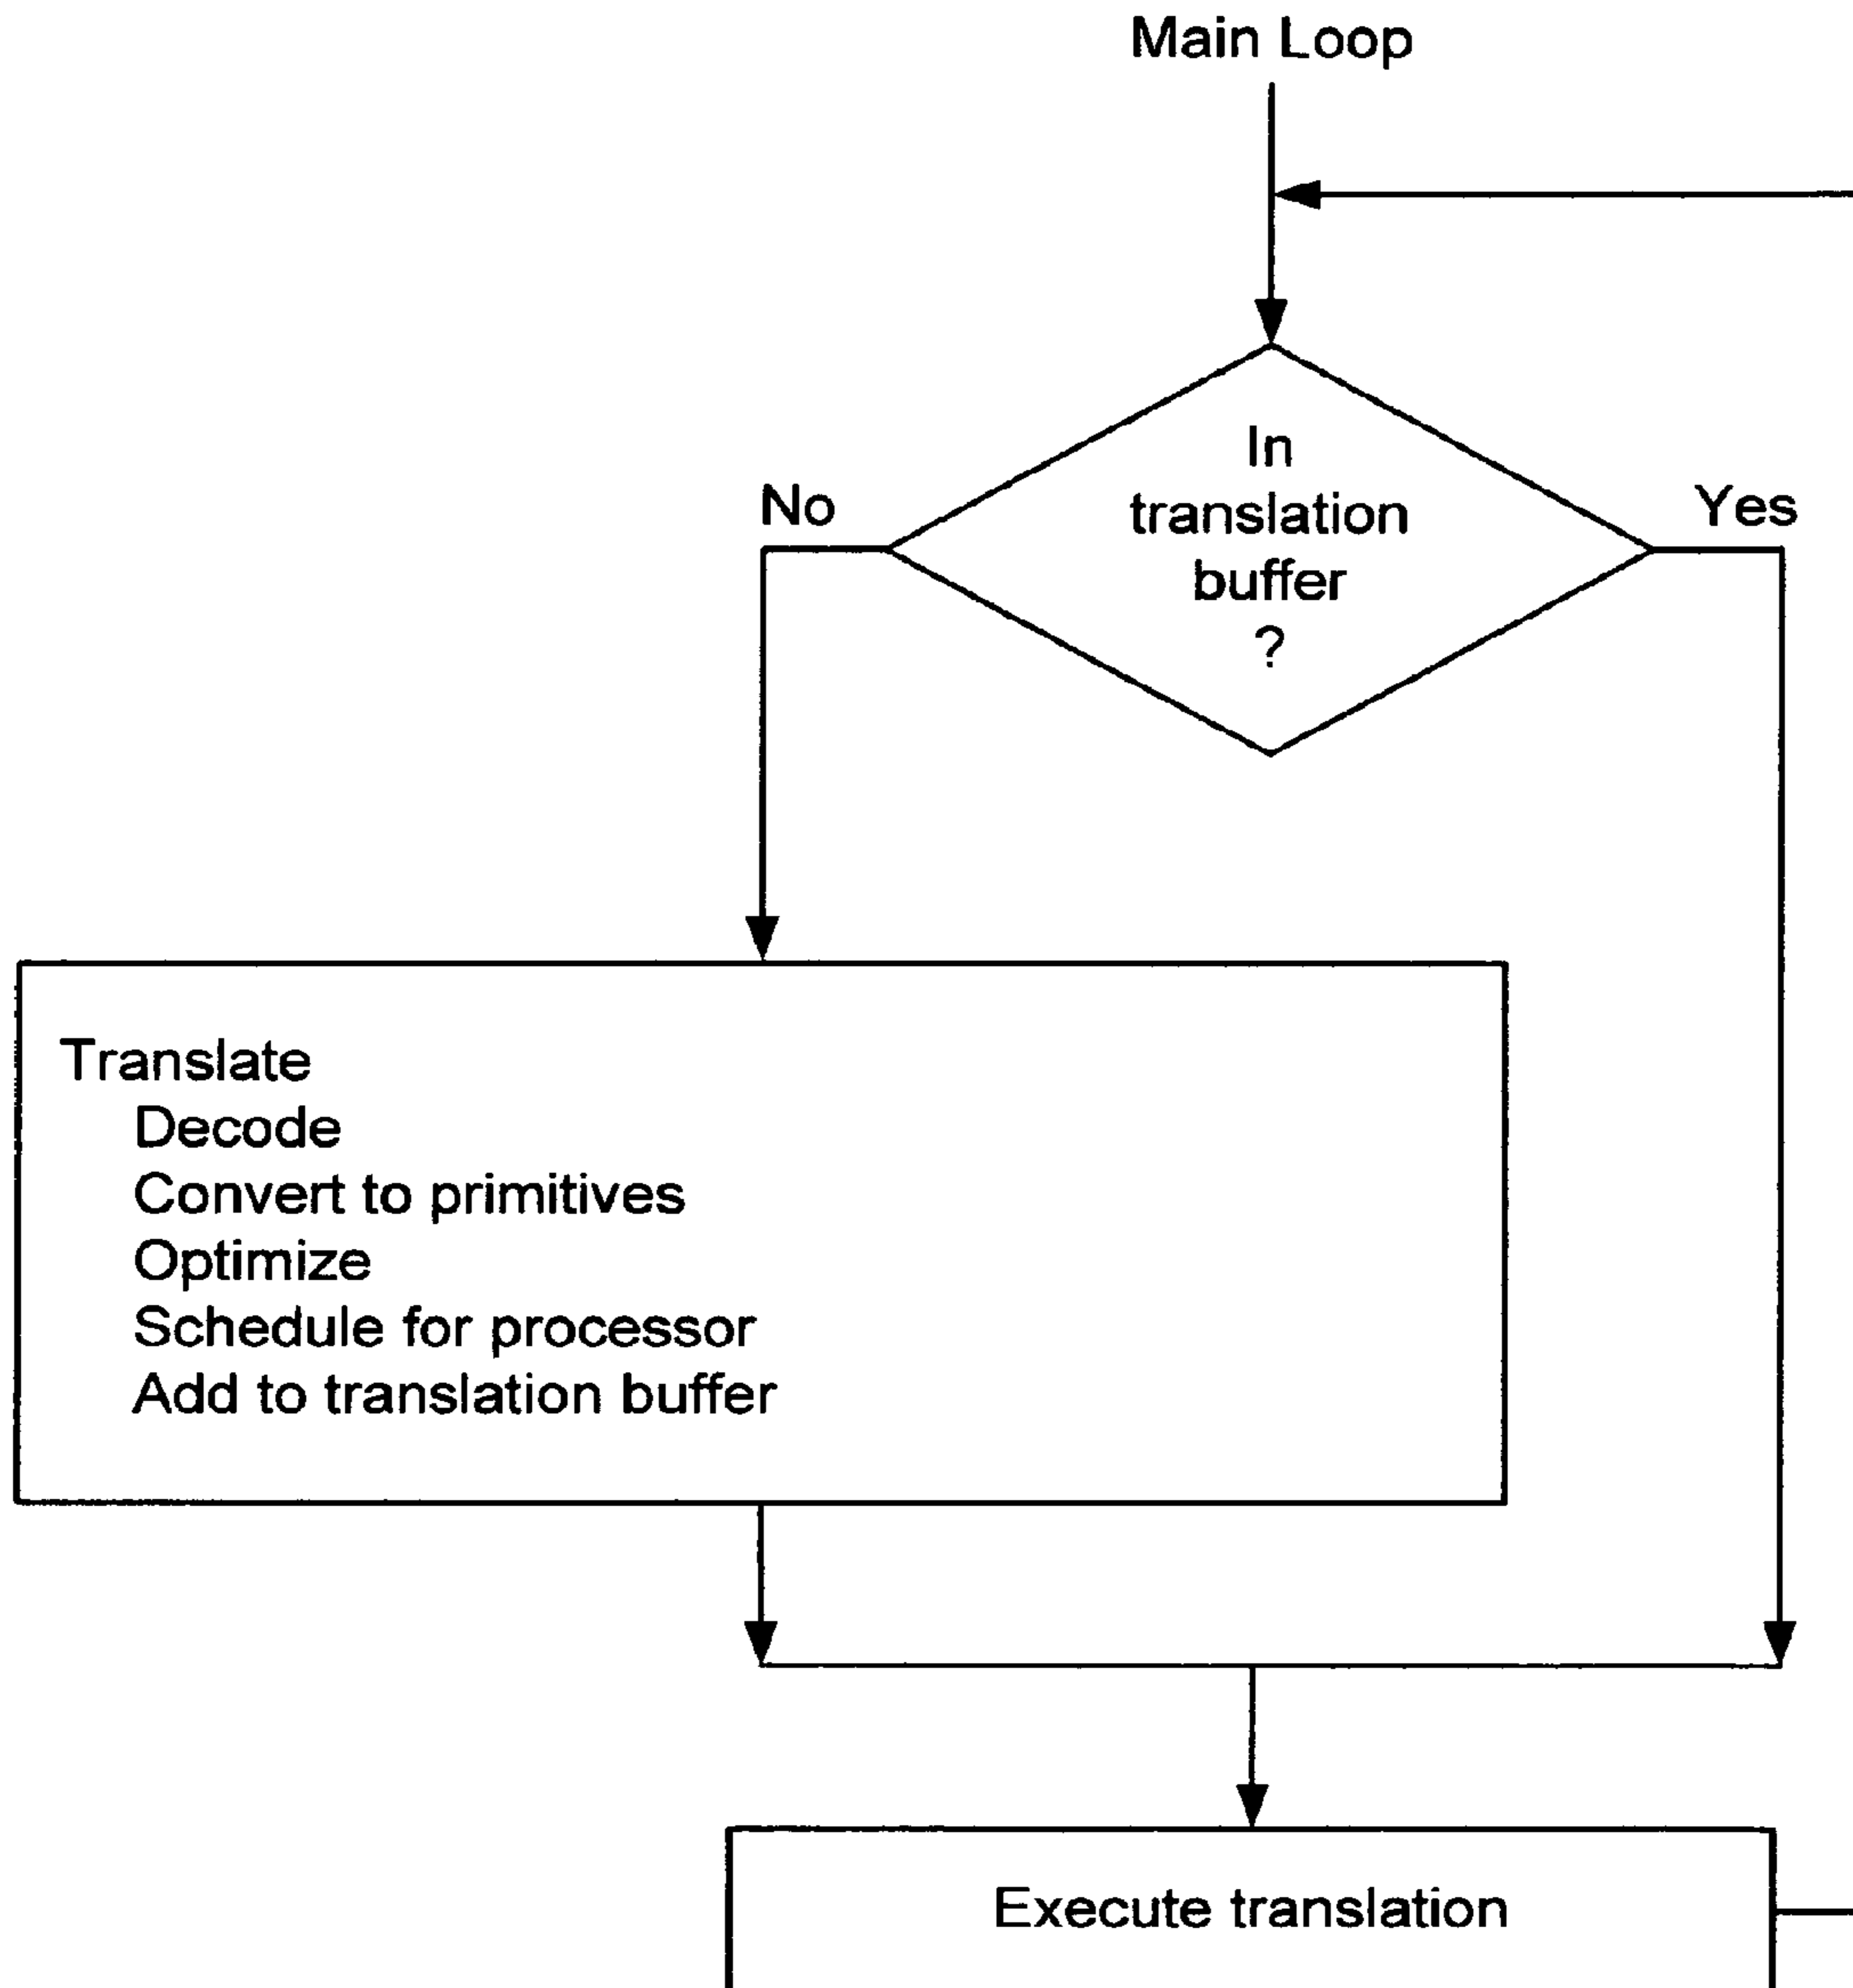 Main Loop
In
translation
buffer
?
No
Yes
Translate
Decode
Convert to primitives
Optimize
Schedule for processor
Add to translation buffer
Execute translation